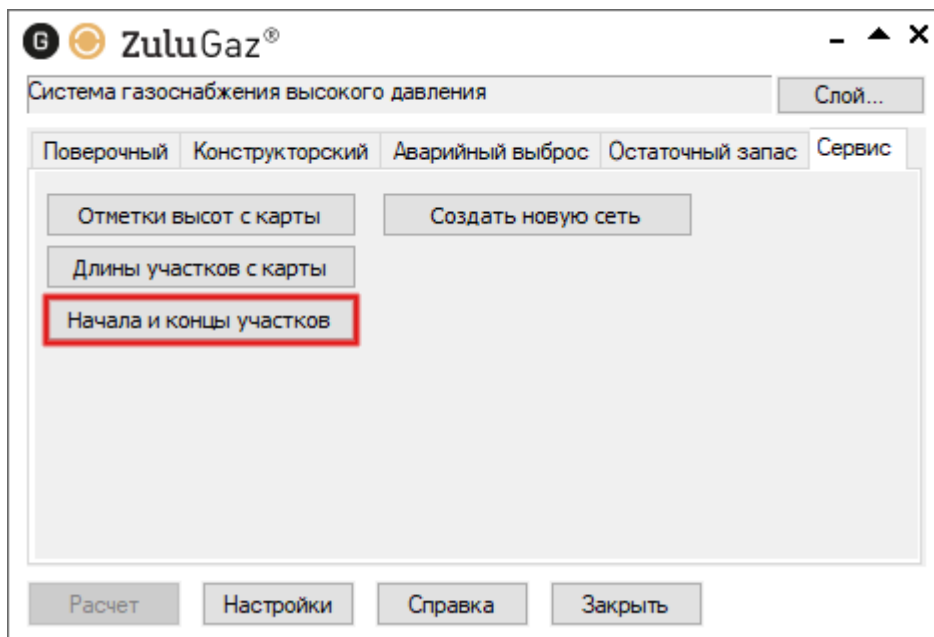 G ZuluGaz®
Система газоснабжения высокого давления Слой...
Поверочный Конструкторский Аварийный выброс Остаточный запас Сервис
Отметки высот с карты Создать новую сеть
Длины участков с карты
Начала и концы участков
Расчет Настройки Справка Закрыть